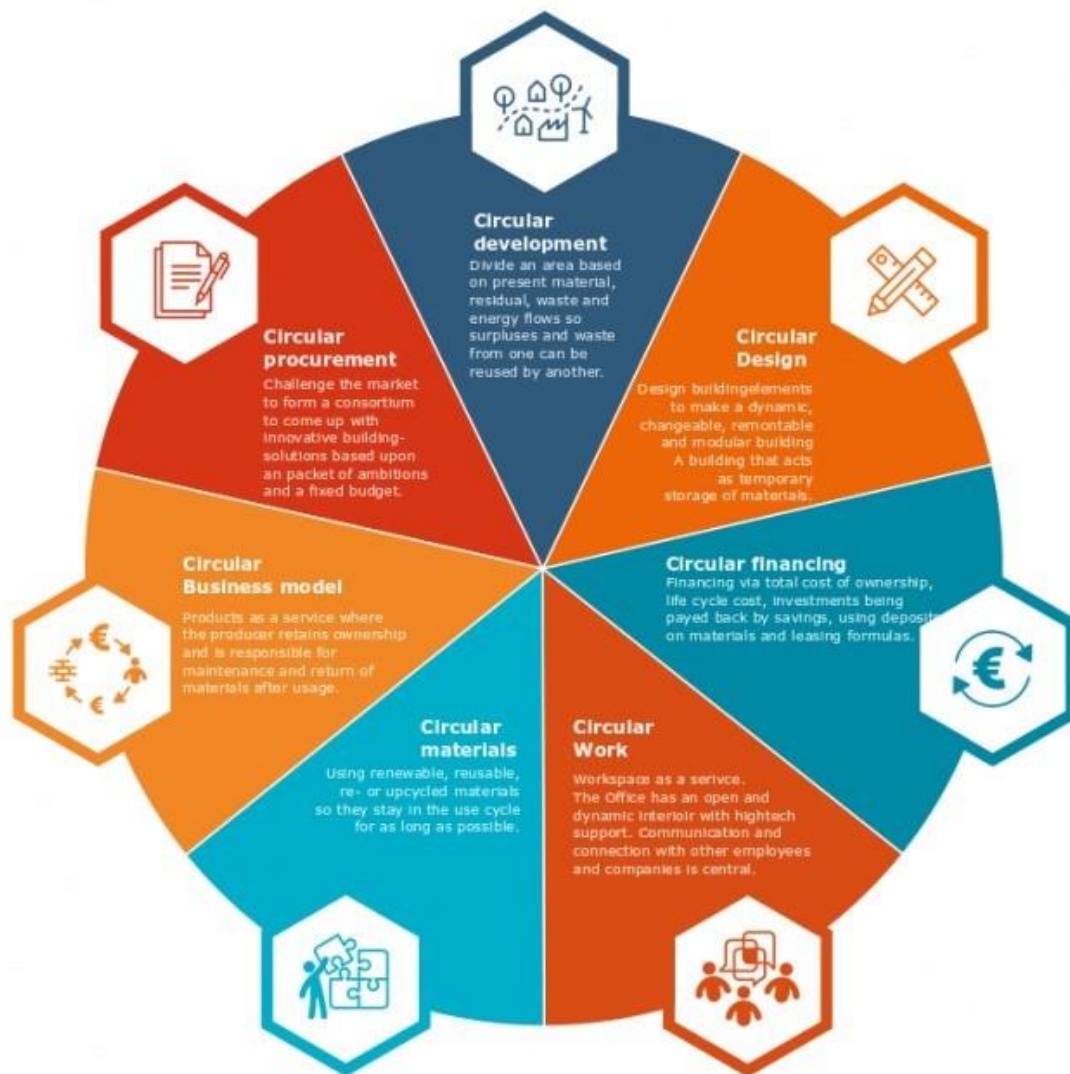 Circular
development
Divide an area based
on present material,
residual, waste and
energy flows so
surpluses and waste
from one can be
reused by another.
Circular
Design
Design buildingelements
to make a dynamic,
changeable, remontable
and modular building
A building that acts
as temporary
storage of materials.
Circular financing
Financing via total cost of ownership,
life cycle cost, investments being
payed back by savings, using deposits
on materials and leasing formulas.
Circular
Work
Workspace as a serivce.
The Office has an open and
dynamic interioir with hightech
support. Communication and
connection with other employees
and companies is central.
Circular
materials
Using renewable, reusable,
re- or upcycled materials
so they stay in the use cycle
for as long as possible.
Circular
Business model
Products as a service where
the producer retains ownership
and is responsible for
maintenance and return of
materials after usage.
Circular
procurement
Challenge the market
to form a consortium
to come up with
innovative building-
solutions based upon
an packet of ambitions
and a fixed budget.
€
€
€